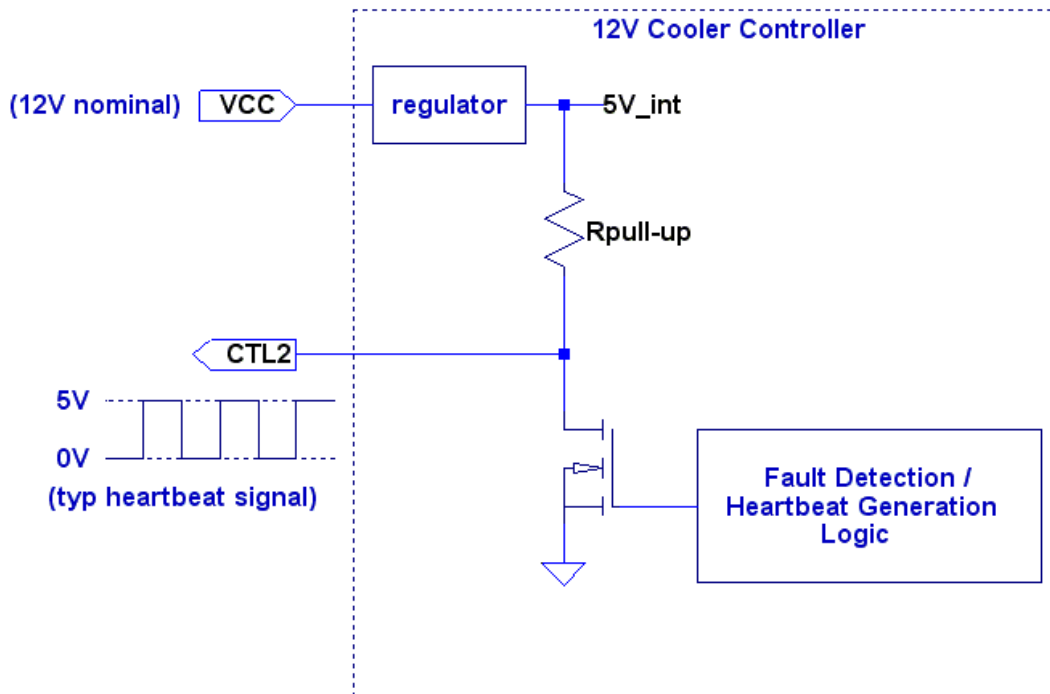 12V Cooler Controller
(12V nominal)
VCC
regulator
5V_int
Rpull-up
CTL2
5V
0V
(typ heartbeat signal)
Fault Detection /
Heartbeat Generation
Logic